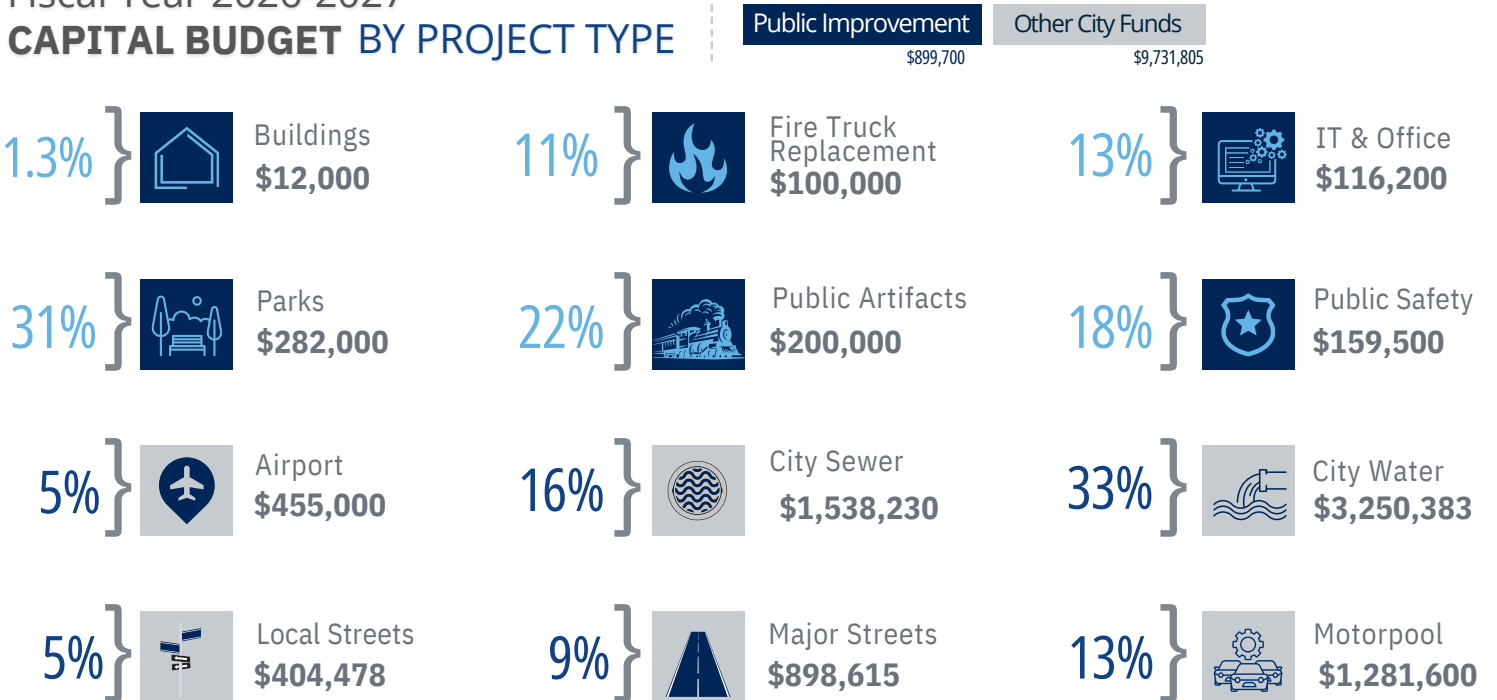 Fiscal Year 2026-2027
CAPITAL BUDGET BY PROJECT TYPE
Public Improvement
$899,700
Other City Funds
$9,731,805
1.3% } Buildings
$12,000
11% } Fire Truck
Replacement
$100,000
13% } IT & Office
$116,200
31% } Parks
$282,000
22% } Public Artifacts
$200,000
18% } Public Safety
$159,500
5% } Airport
$455,000
16% } City Sewer
$1,538,230
33% } City Water
$3,250,383
5% } Local Streets
$404,478
9% } Major Streets
$898,615
13% } Motorpool
$1,281,600